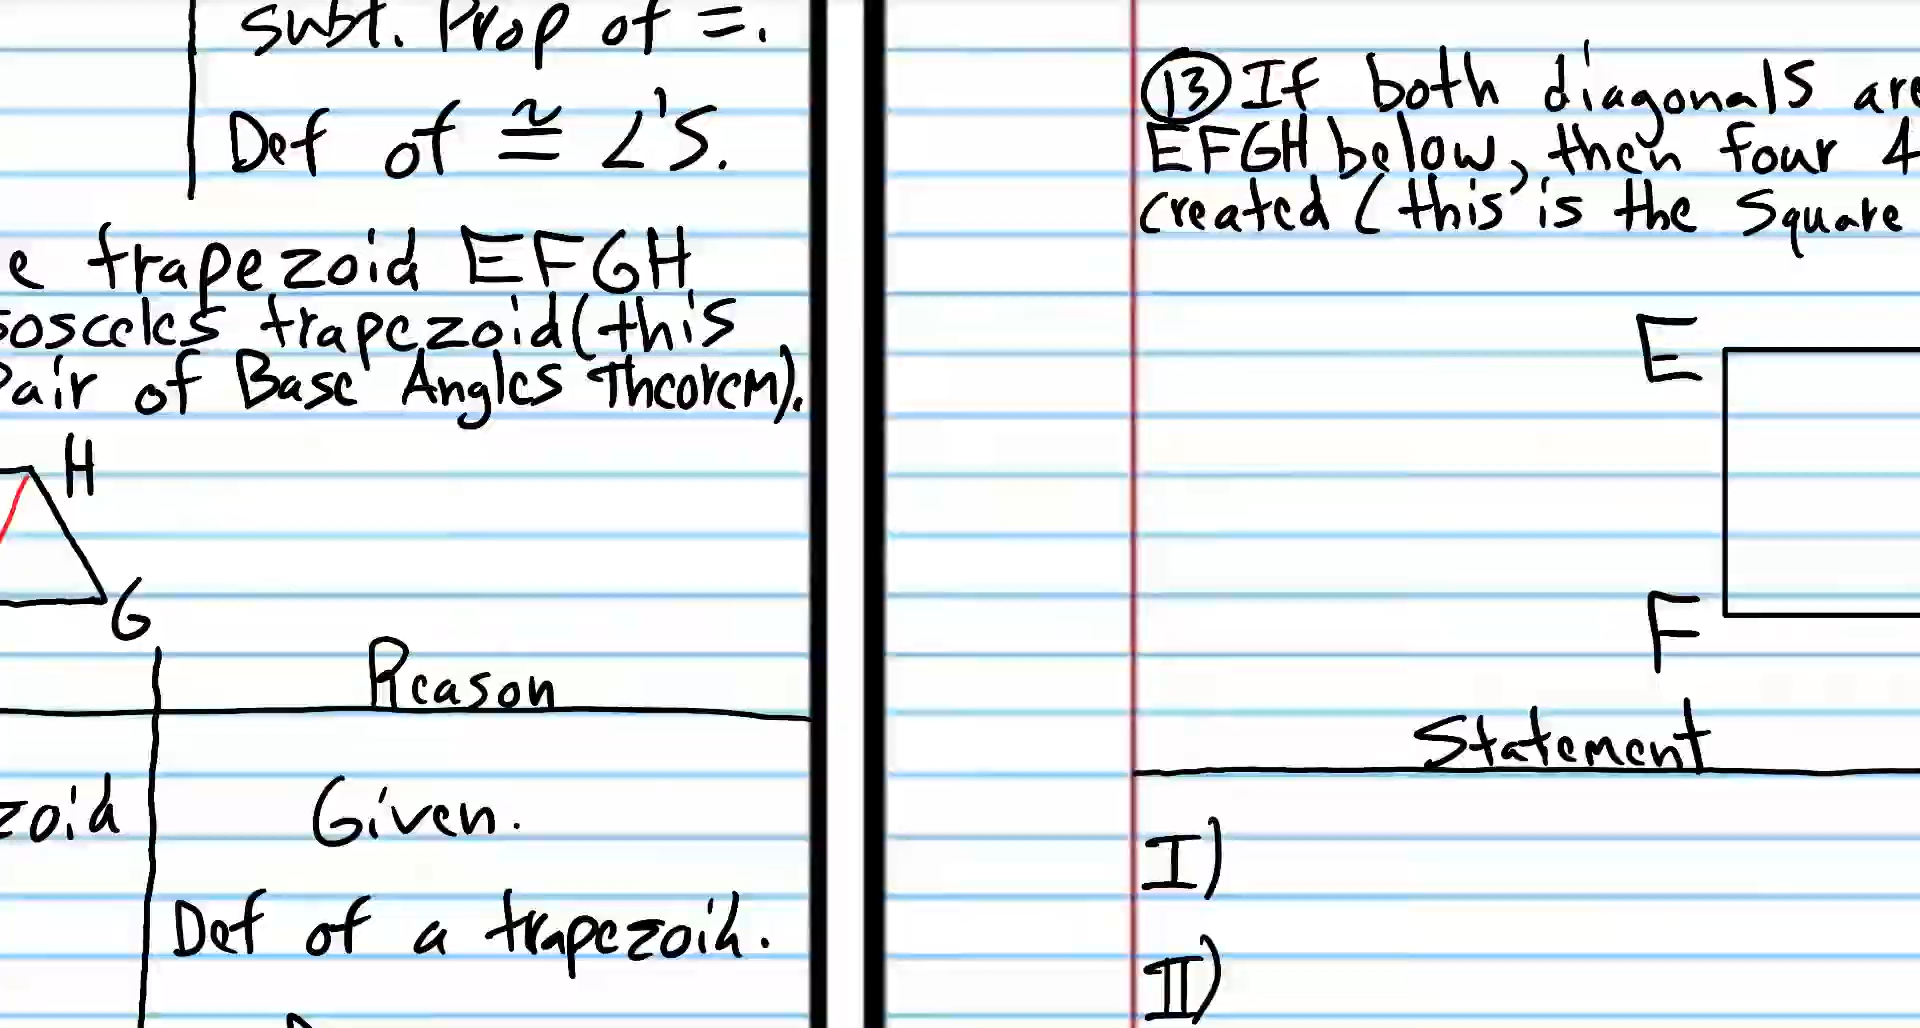 subt. Prop of =.
Def of ≅ ∠'s.
e trapezoid EFGH
sosceles trapezoid (this
Pair of Base Angles Theorem).
H
G
Reason
zoid Given.
Def of a trapezoid.
⑬ If both diagonals are
EFGH below, then four 4
created (this is the Square
E
F
Statement
I)
II)